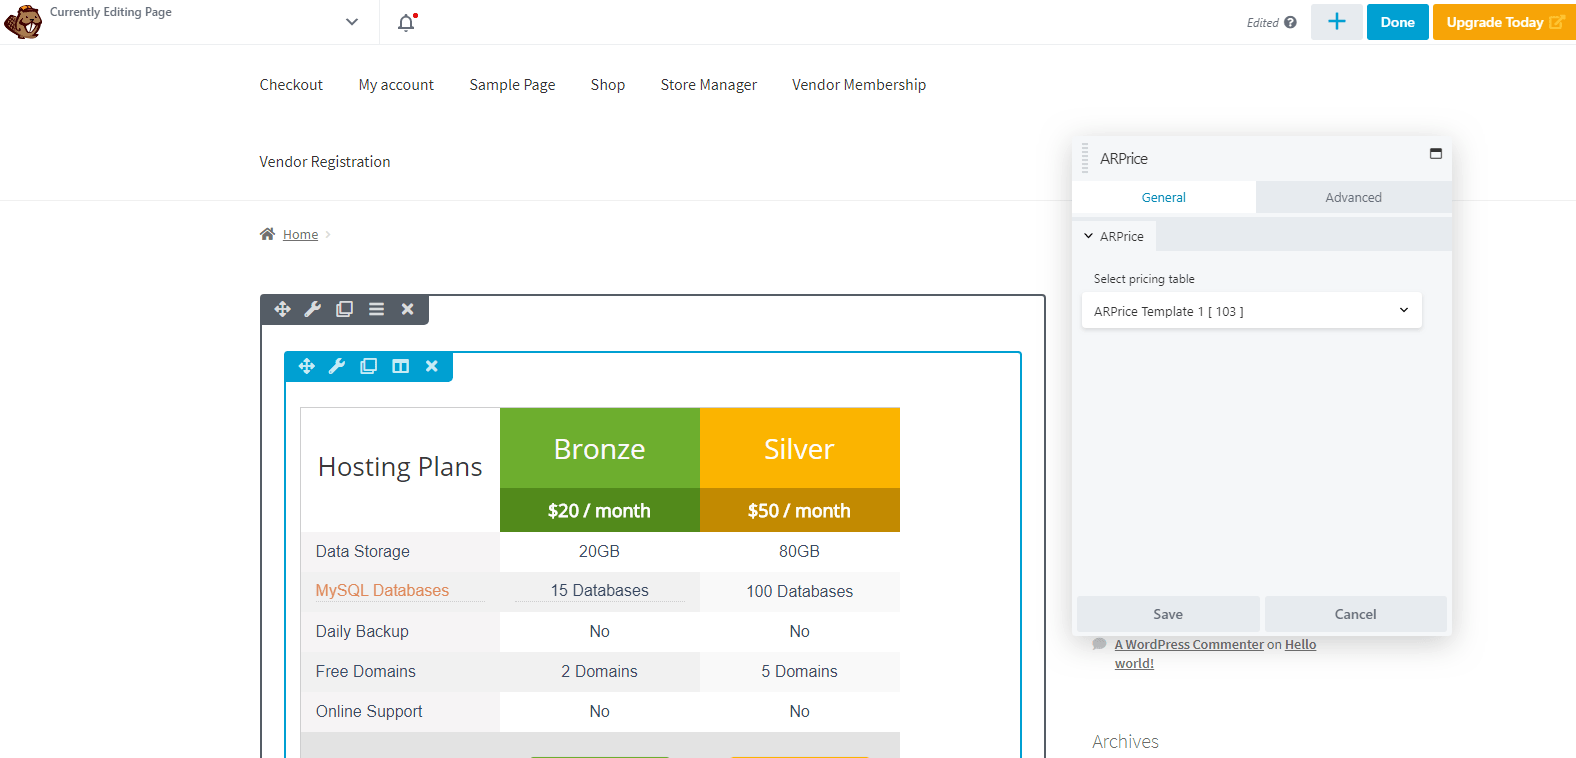 Currently Editing Page
Edited
Done
Upgrade Today
Checkout My account Sample Page Shop Store Manager Vendor Membership
Vendor Registration
Home
Hosting Plans
Bronze
Silver
$20 / month
$50 / month
Data Storage 20GB 80GB
MySQL Databases 15 Databases 100 Databases
Daily Backup No No
Free Domains 2 Domains 5 Domains
Online Support No No
ARPrice
General Advanced
ARPrice
Select pricing table
ARPrice Template 1 [ 103 ]
Save Cancel
A WordPress Commenter on Hello
world!
Archives